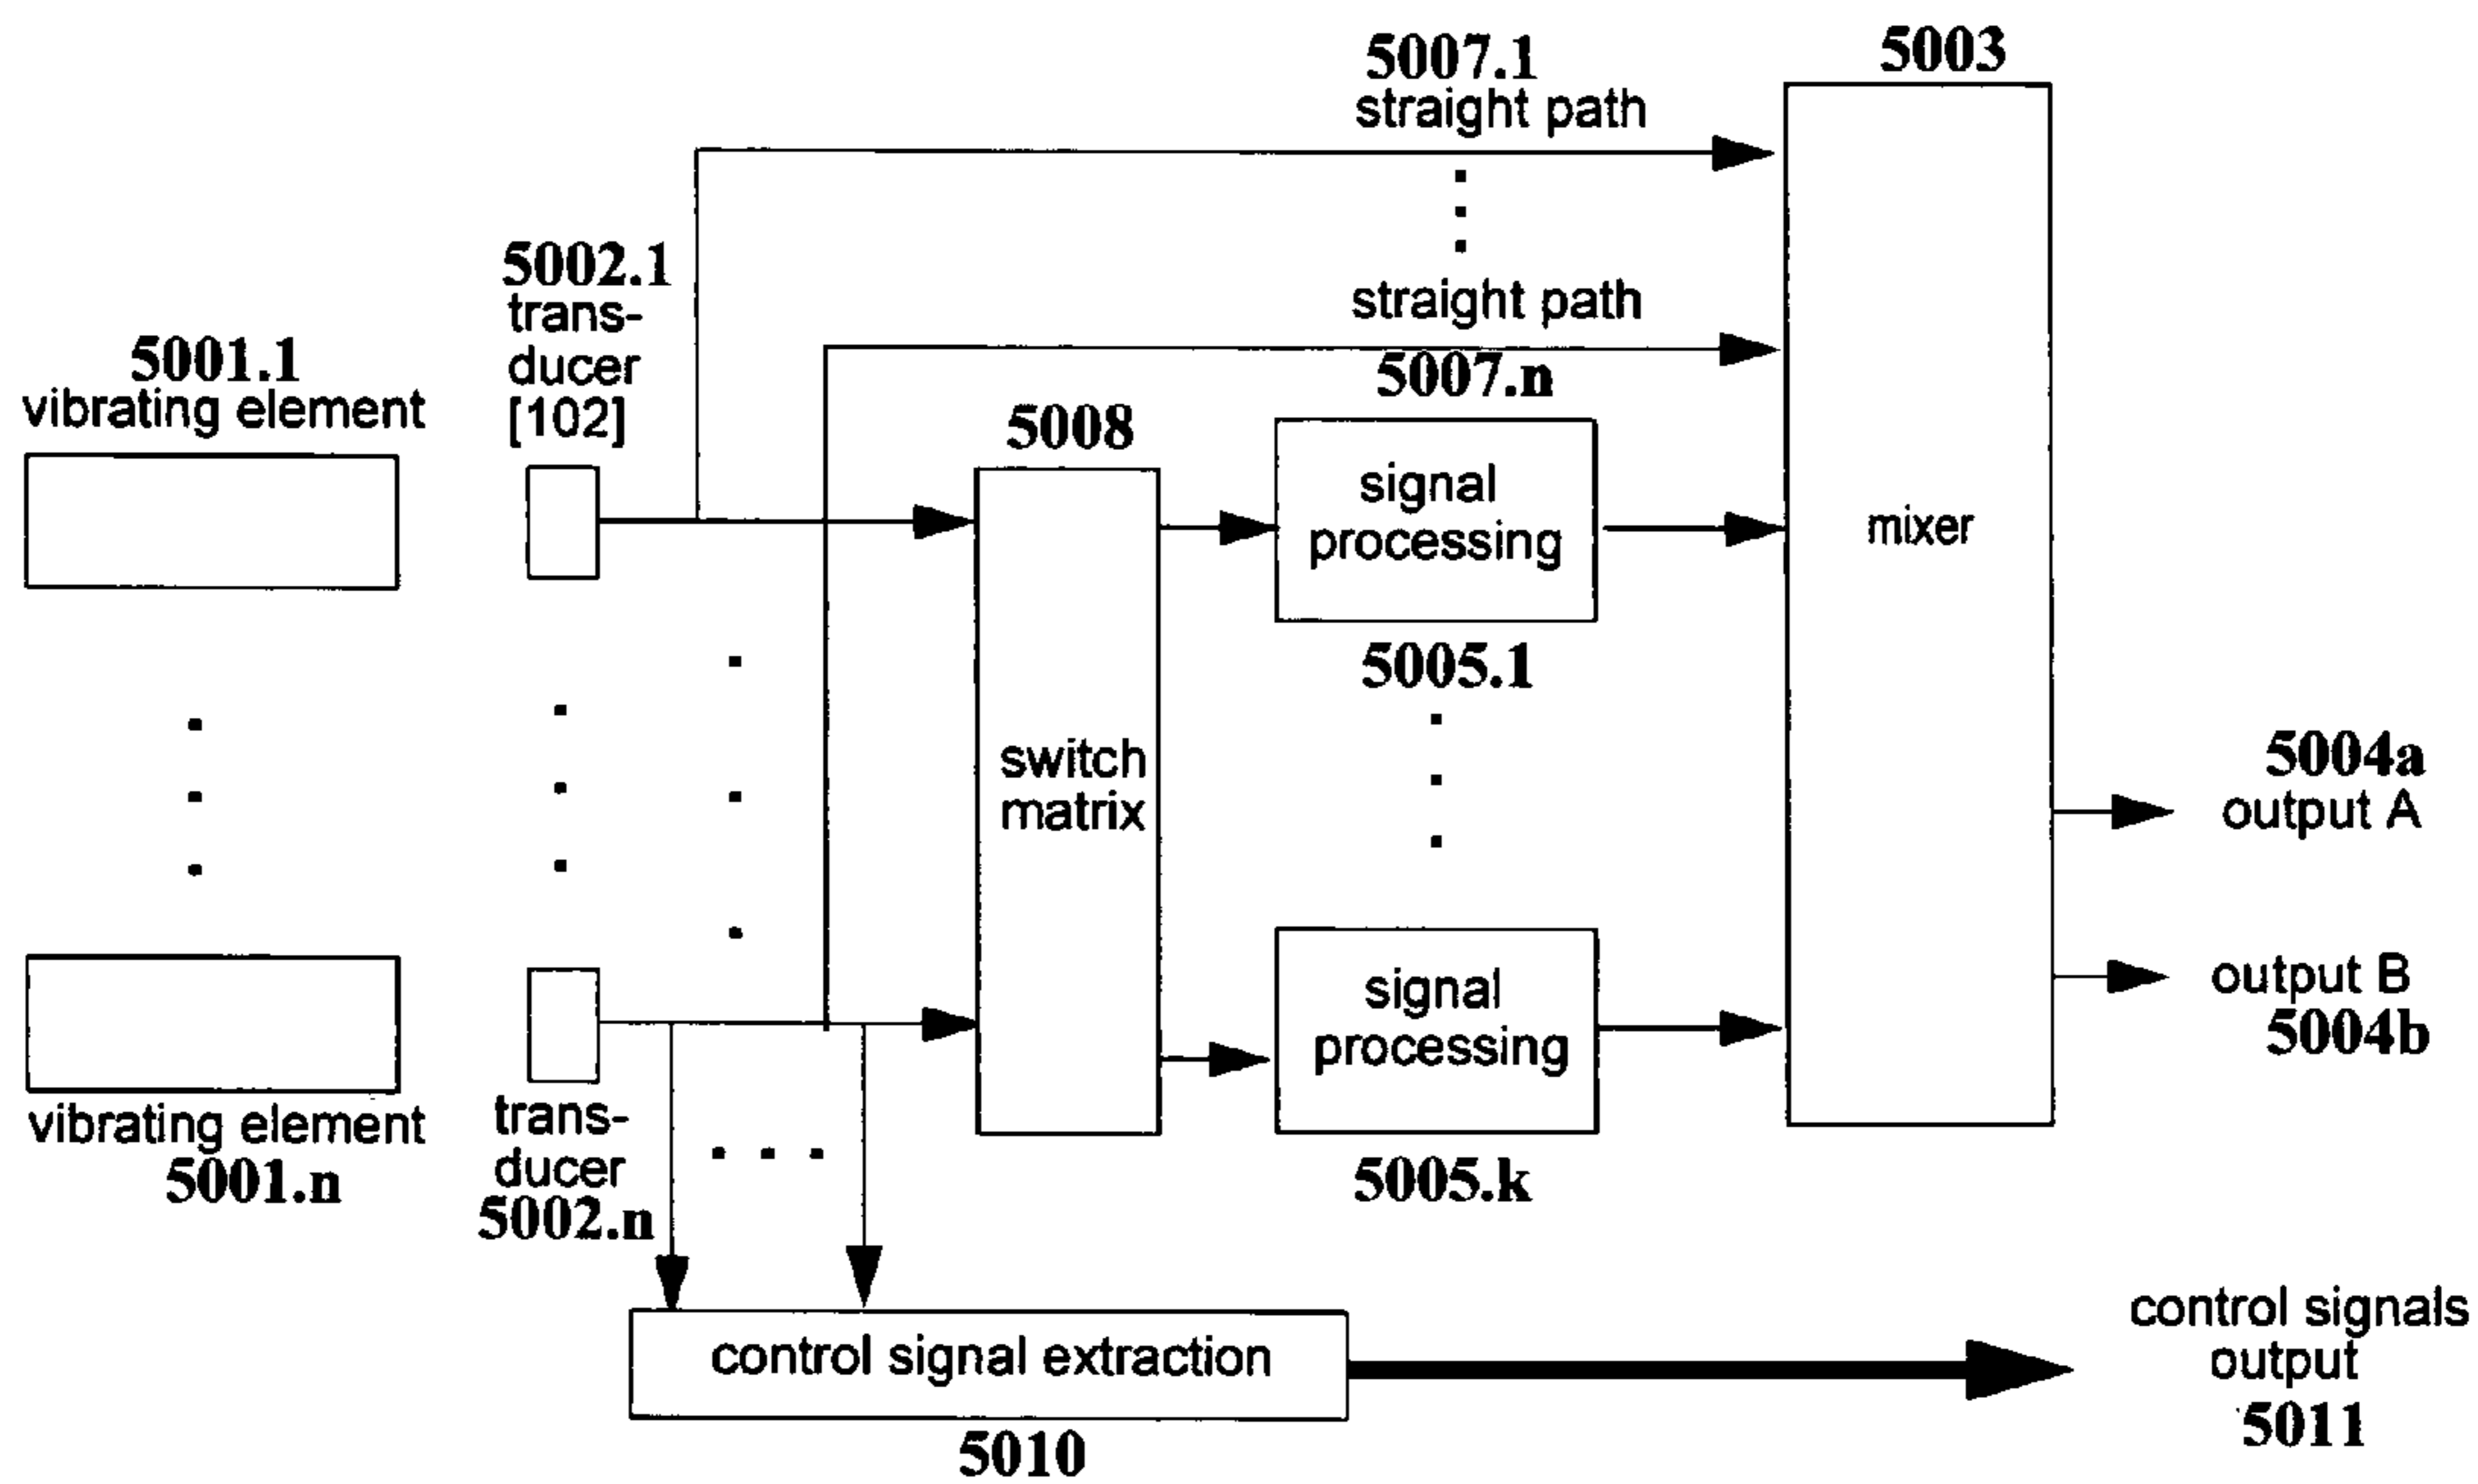 5007.1
straight path
5003
5002.1
trans-
ducer
[102]
straight path
5007.n
5001.1
vibrating element
5008
signal
processing
5005.1
mixer
switch
matrix
5004a
output A
output B
5004b
signal
processing
5005.k
vibrating element
5001.n
trans-
ducer
5002.n
control signal extraction
5010
control signals
output
5011